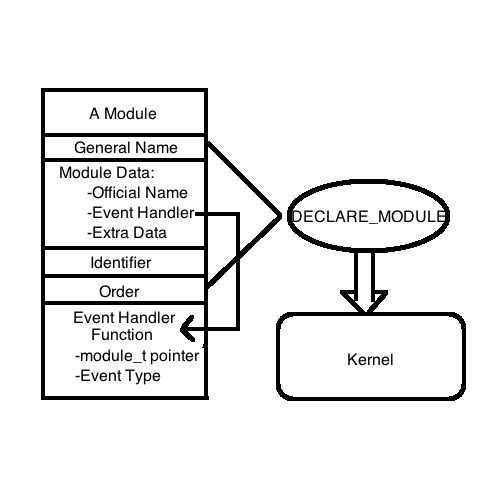 A Module
General Name
Module Data:
-Official Name
-Event Handler
-Extra Data
Identifier
Order
Event Handler
Function
-module_t pointer
-Event Type
DECLARE_MODULE
Kernel